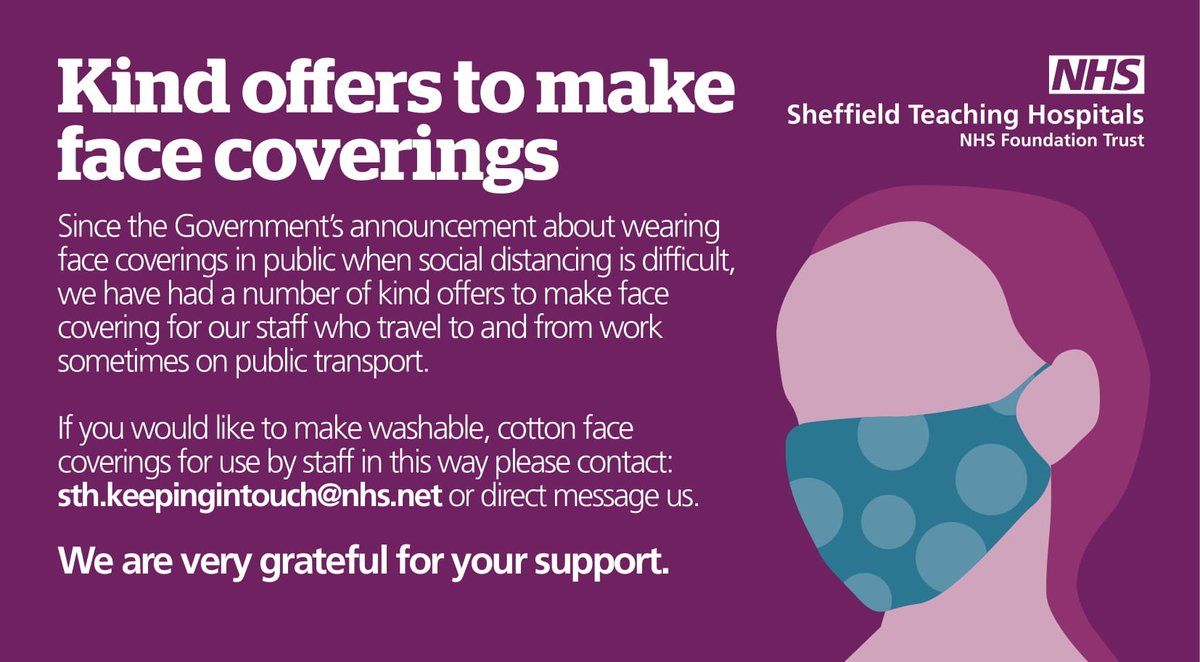 Kind offers to make
face coverings
NHS
Sheffield Teaching Hospitals
NHS Foundation Trust
Since the Government’s announcement about wearing
face coverings in public when social distancing is difficult,
we have had a number of kind offers to make face
covering for our staff who travel to and from work
sometimes on public transport.
If you would like to make washable, cotton face
coverings for use by staff in this way please contact:
sth.keepingintouch@nhs.net or direct message us.
We are very grateful for your support.